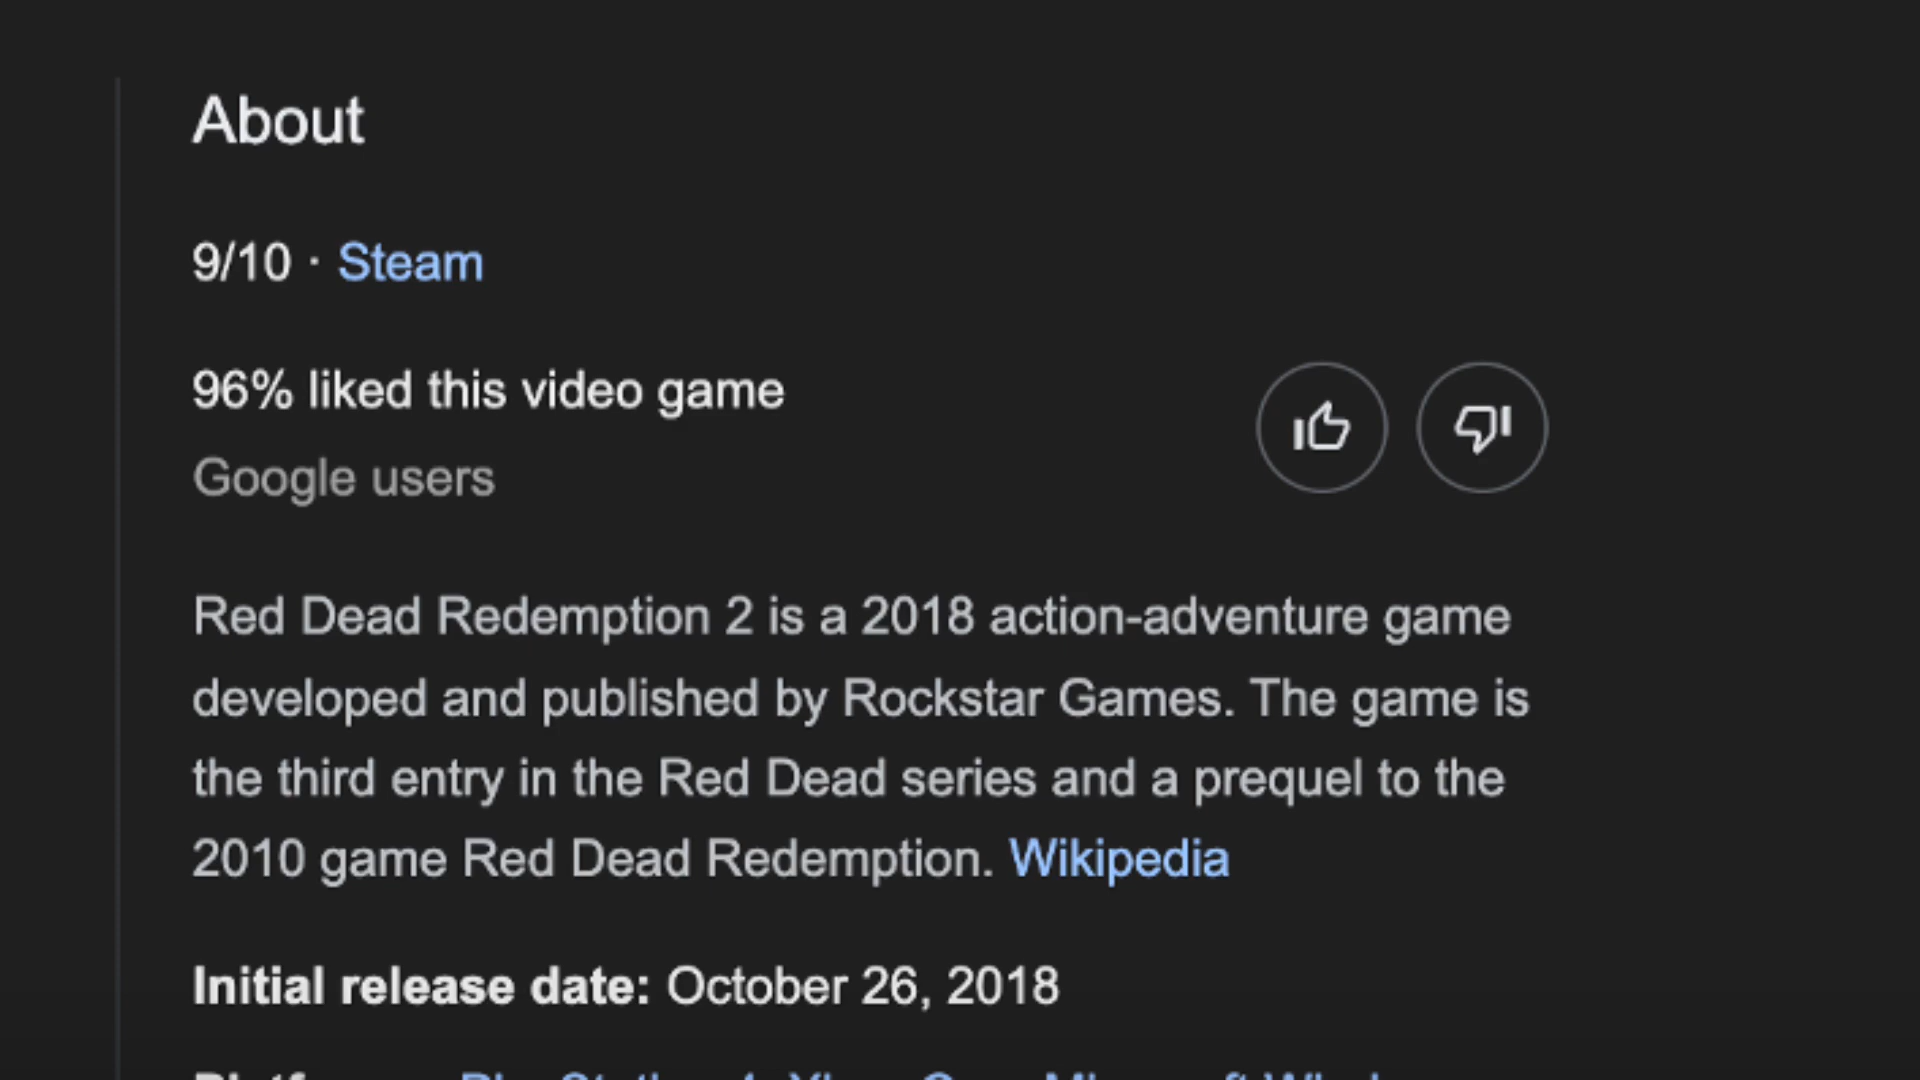 About
9/10 · Steam
96% liked this video game
Google users
Red Dead Redemption 2 is a 2018 action-adventure game
developed and published by Rockstar Games. The game is
the third entry in the Red Dead series and a prequel to the
2010 game Red Dead Redemption. Wikipedia
Initial release date: October 26, 2018